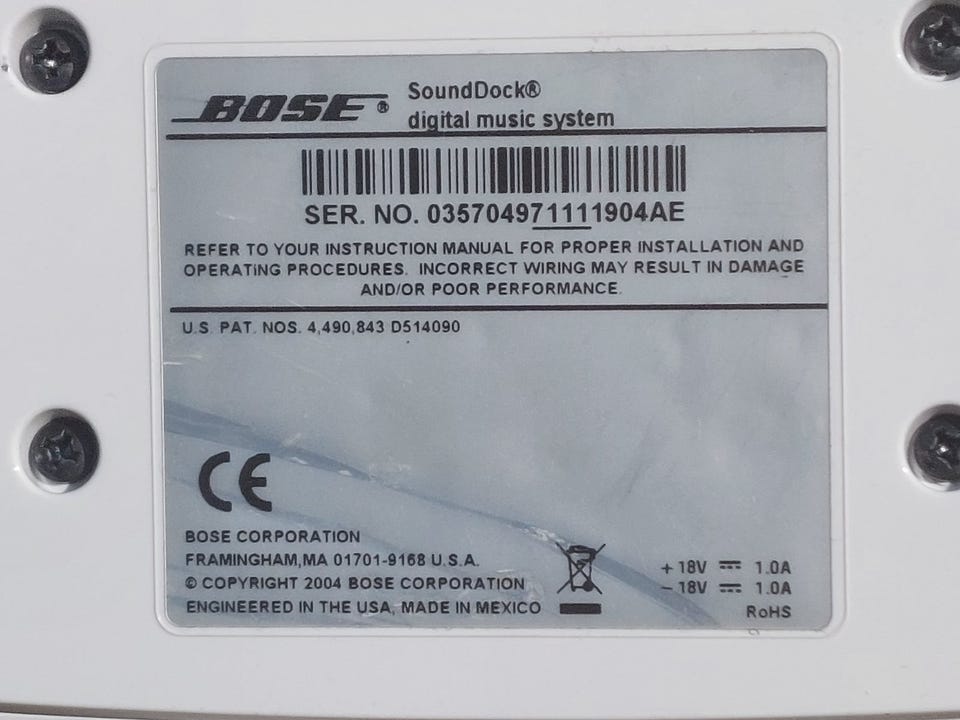 BOSE® SoundDock®
digital music system
SER. NO. 035704971111904AE
REFER TO YOUR INSTRUCTION MANUAL FOR PROPER INSTALLATION AND
OPERATING PROCEDURES. INCORRECT WIRING MAY RESULT IN DAMAGE
AND/OR POOR PERFORMANCE.
U.S. PAT. NOS. 4,490,843 D514090
CE
BOSE CORPORATION
FRAMINGHAM,MA 01701-9168 U.S.A.
© COPYRIGHT 2004 BOSE CORPORATION
ENGINEERED IN THE USA, MADE IN MEXICO
+ 18V ⎓ 1.0A
− 18V ⎓ 1.0A
RoHS